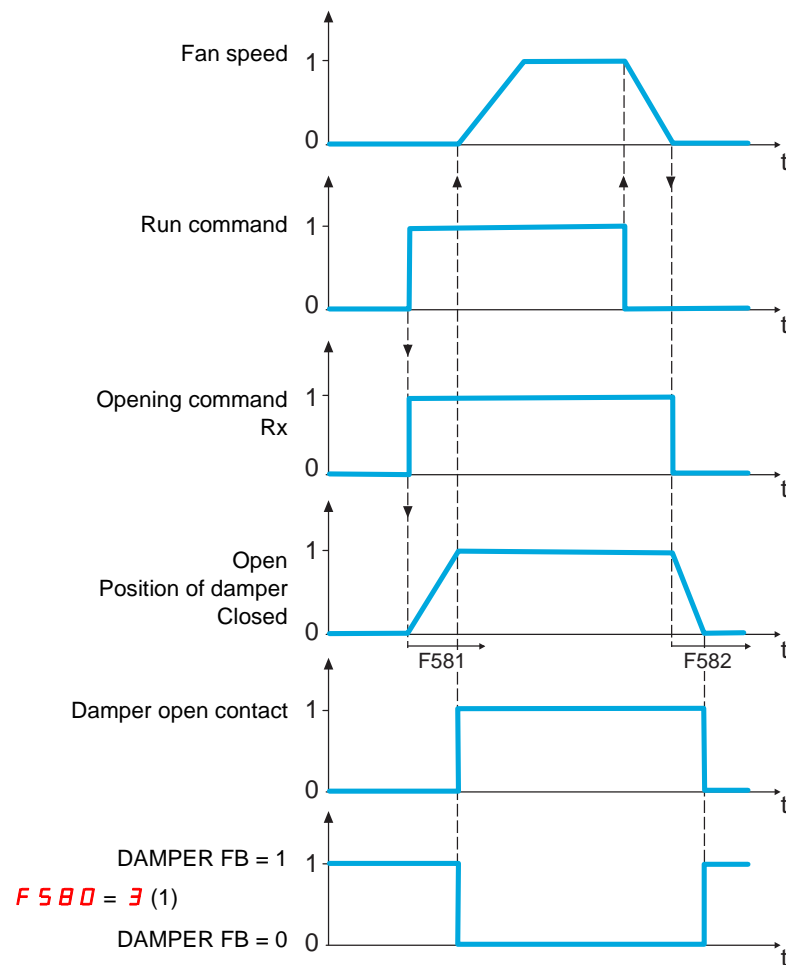 Fan speed
1
0
t
Run command
1
0
t
Opening command
Rx
1
0
t
Open
Position of damper
Closed
1
0
t
F581
F582
Damper open contact
1
0
t
DAMPER FB = 1
1
F580 = 3 (1)
DAMPER FB = 0
0
t